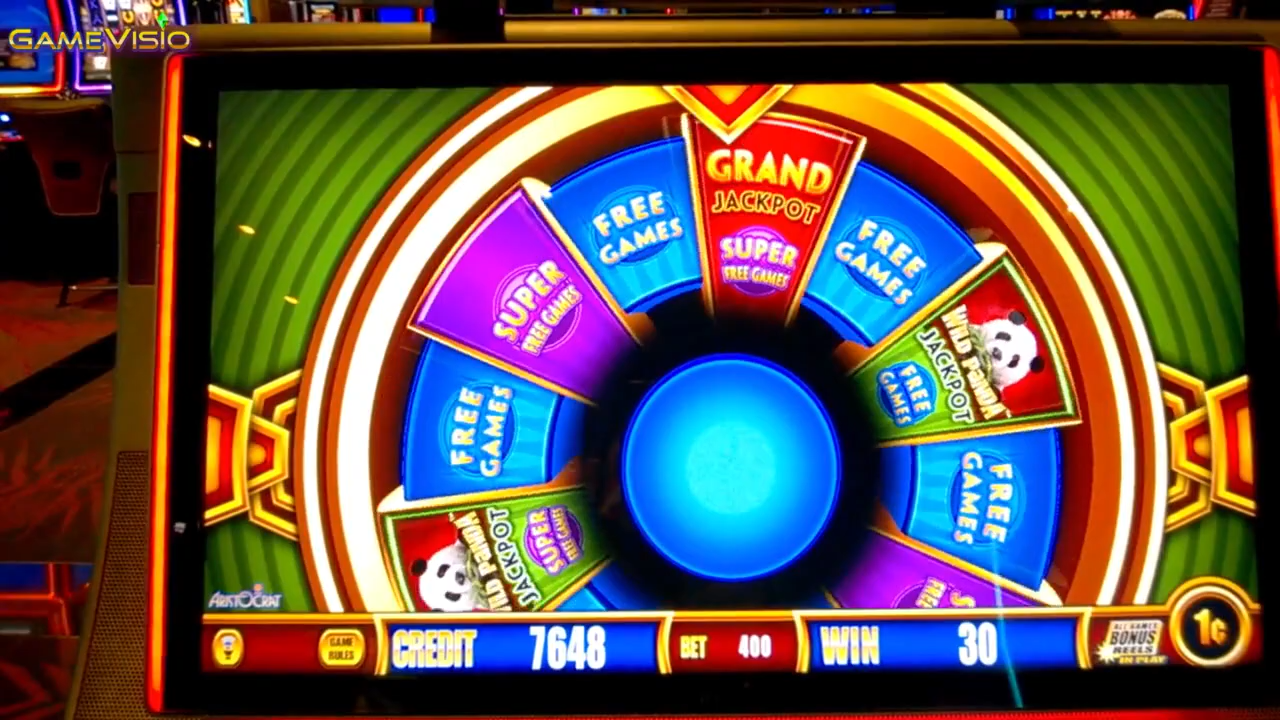 GAMEVISIO
GRAND
JACKPOT
SUPER
FREE GAMES
FREE
GAMES
FREE
GAMES
SUPER
FREE GAMES
WILD PANDA™
JACKPOT
FREE
GAMES
FREE
GAMES
FREE
GAMES
WILD PANDA
JACKPOT
SUPER
FREE GAMES
ARISTOCRAT
GAME
RULES
CREDIT 7648
BET 400
WIN 30
ALL GAMES
BONUS
REELS
IN PLAY
1¢